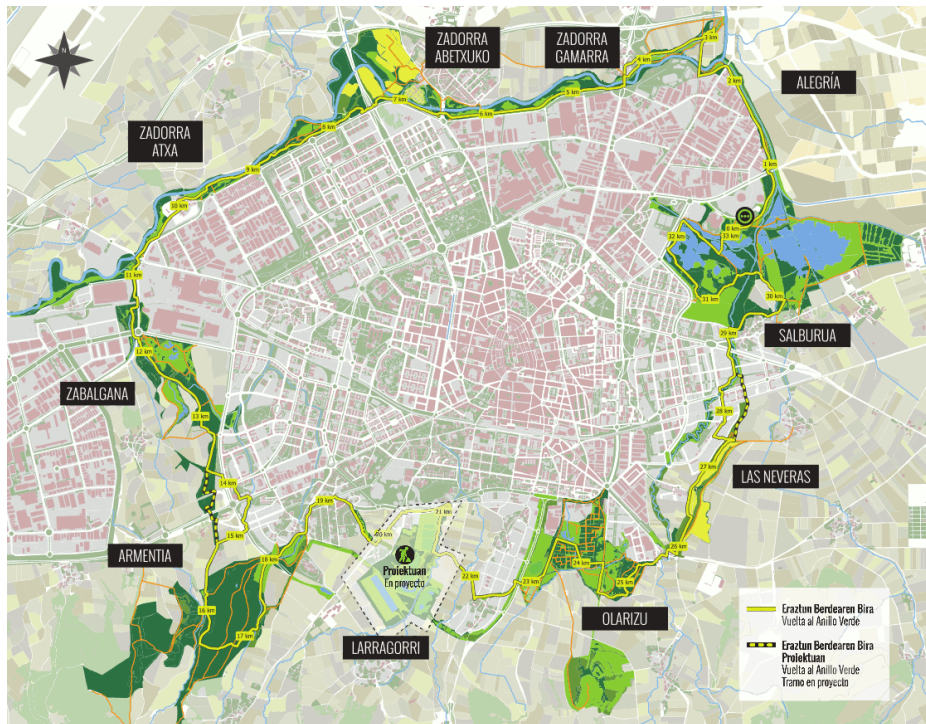 N
ZADORRA
ABETXUKO
ZADORRA
GAMARRA
ALEGRÍA
ZADORRA
ATXA
3 km
4 km
2 km
5 km
7 km
6 km
8 km
1 km
9 km
10 km
0 km
33 km
32 km
11 km
31 km
30 km
SALBURUA
29 km
12 km
ZABALGANA
13 km
28 km
27 km
LAS NEVERAS
14 km
19 km
21 km
20 km
15 km
ARMENTIA
18 km
Proiektuan
En proyecto
26 km
24 km
22 km
23 km
25 km
16 km
17 km
OLARIZU
LARRAGORRI
Eraztun Berdearen Bira
Vuelta al Anillo Verde
Eraztun Berdearen Bira
Proiektuan
Vuelta al Anillo Verde
Tramo en proyecto